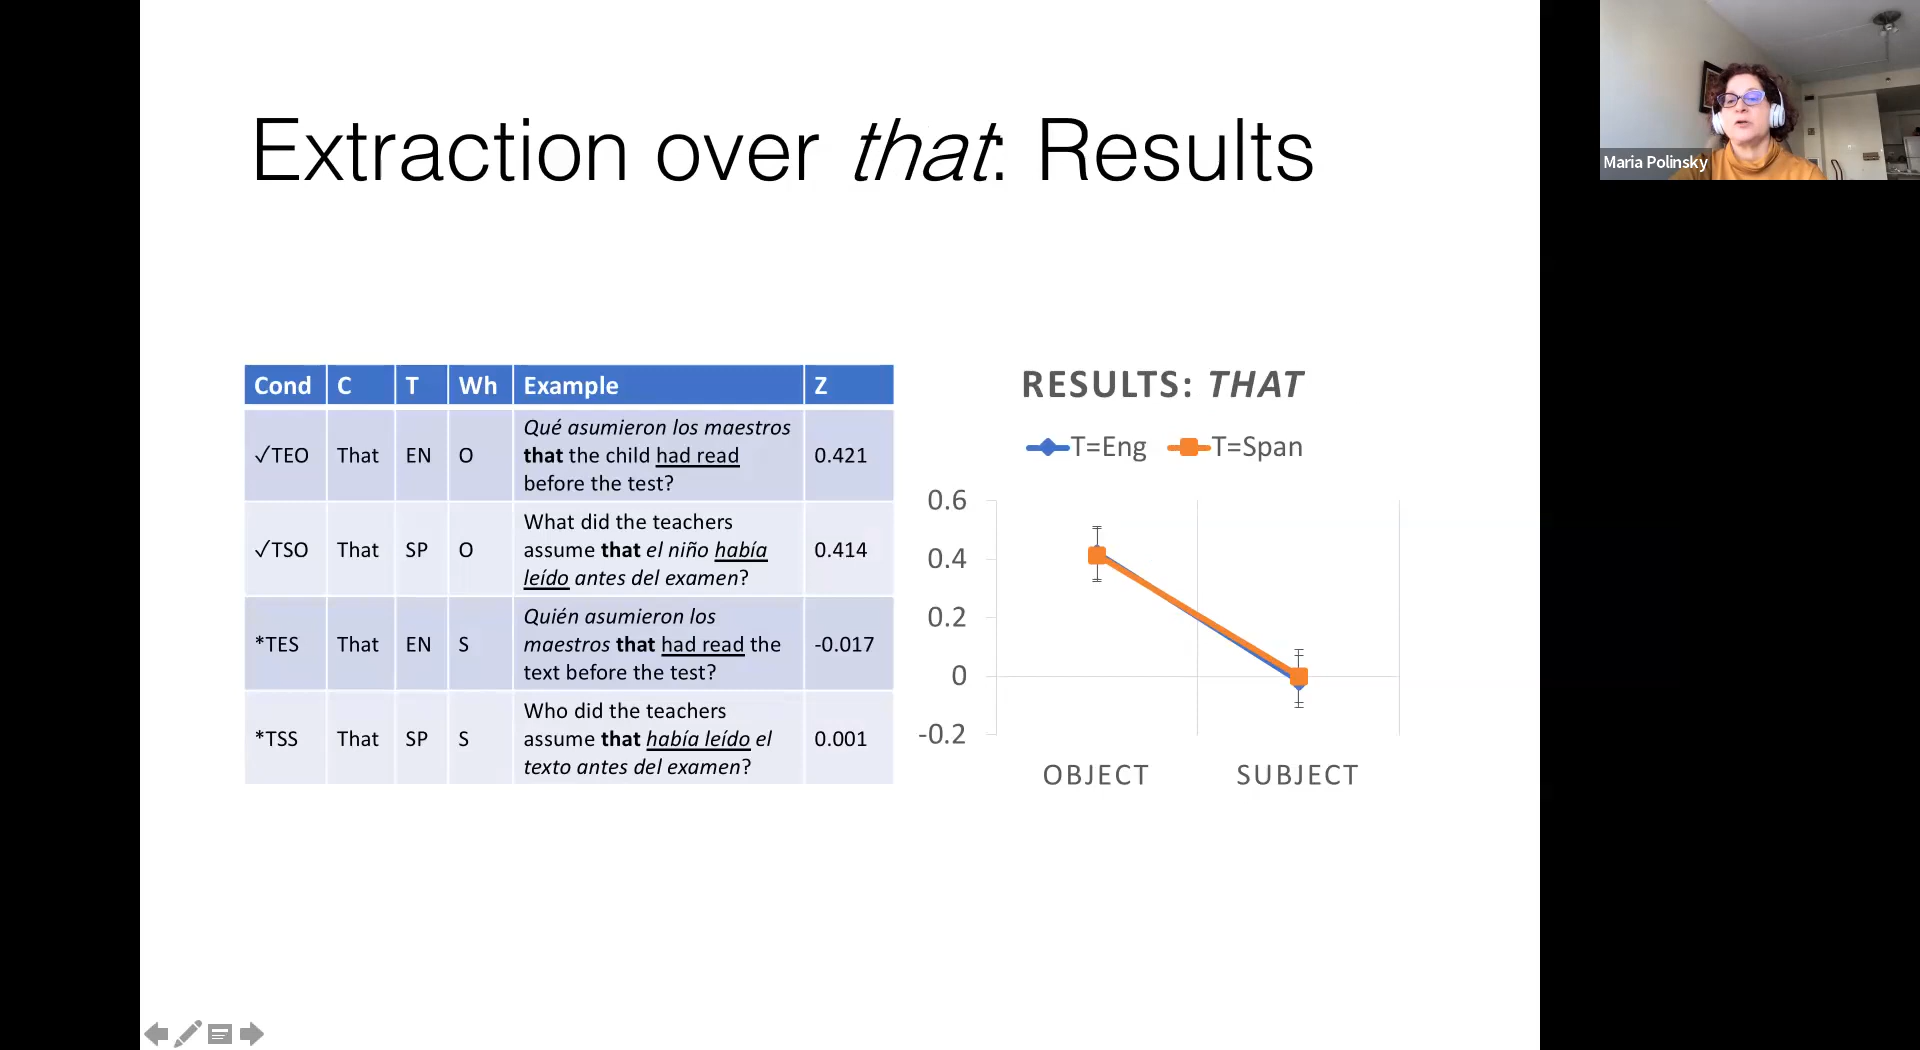 Extraction over that: Results
Maria Polinsky
Cond C T Wh Example Z
✓TEO That EN O Qué asumieron los maestros that the child had read before the test? 0.421
✓TSO That SP O What did the teachers assume that el niño había leído antes del examen? 0.414
*TES That EN S Quién asumieron los maestros that had read the text before the test? -0.017
*TSS That SP S Who did the teachers assume that había leído el texto antes del examen? 0.001
RESULTS: THAT
T=Eng T=Span
0.6
0.4
0.2
0
-0.2
OBJECT SUBJECT